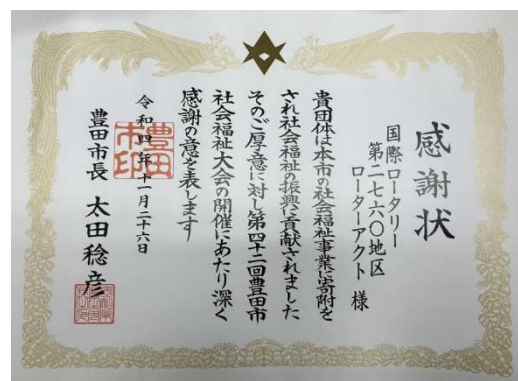 感謝状
国際ロータリー
第二七六〇地区
ローターアクト 様
貴団体は本市の社会福祉事業に寄附を
され社会福祉の振興に貢献されました
そのご厚意に対し第四十二回豊田市
社会福祉大会の開催にあたり深く
感謝の意を表します
令和四年十一月二十六日
豊田市長 太田稔彦
豊田市印